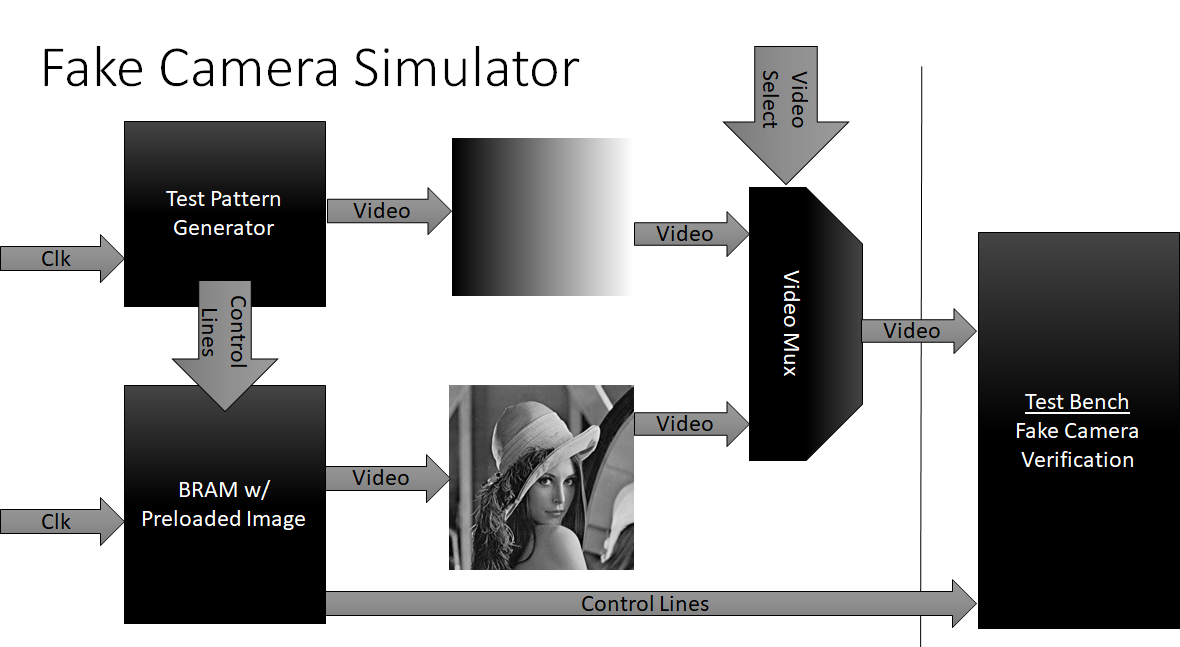 Fake Camera Simulator
Video
Select
Test Pattern
Generator
Video
Video
Clk
Control
Lines
Video Mux
Video
Test Bench
Fake Camera
Verification
Video
Video
BRAM w/
Preloaded Image
Clk
Control Lines